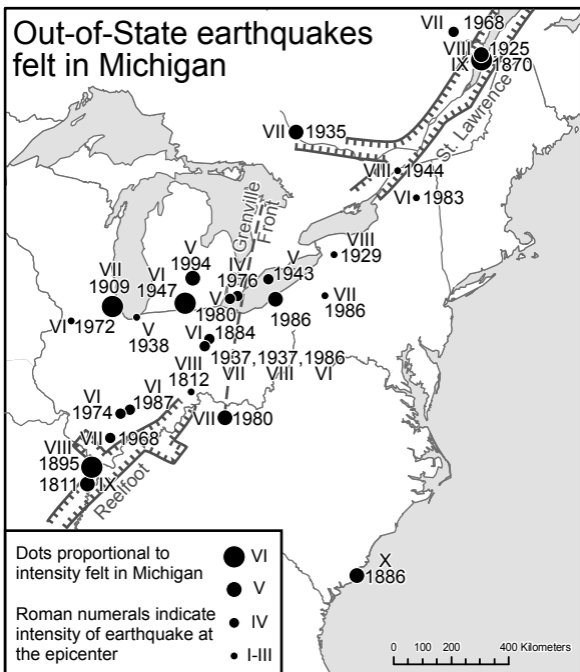 Out-of-State earthquakes
felt in Michigan
VII 1968
VIII 1925
IX 1870
St. Lawrence
VII 1935
VIII 1944
VI 1983
Grenville
Front
VIII
1929
V
1994
IV
1976
V
1943
VII
1909
VI
1947
V
1980
1986
VII
1986
VI 1972
V
1938
VI 1884
1937,1937,1986
VII VIII VI
VIII
1812
VI
1974
VI
1987
VII 1980
VII 1968
VIII
1895
1811 IX
Reelfoot
X
1886
Dots proportional to
intensity felt in Michigan
Roman numerals indicate
intensity of earthquake at
the epicenter
VI
V
IV
I-III
0 100 200 400 Kilometers